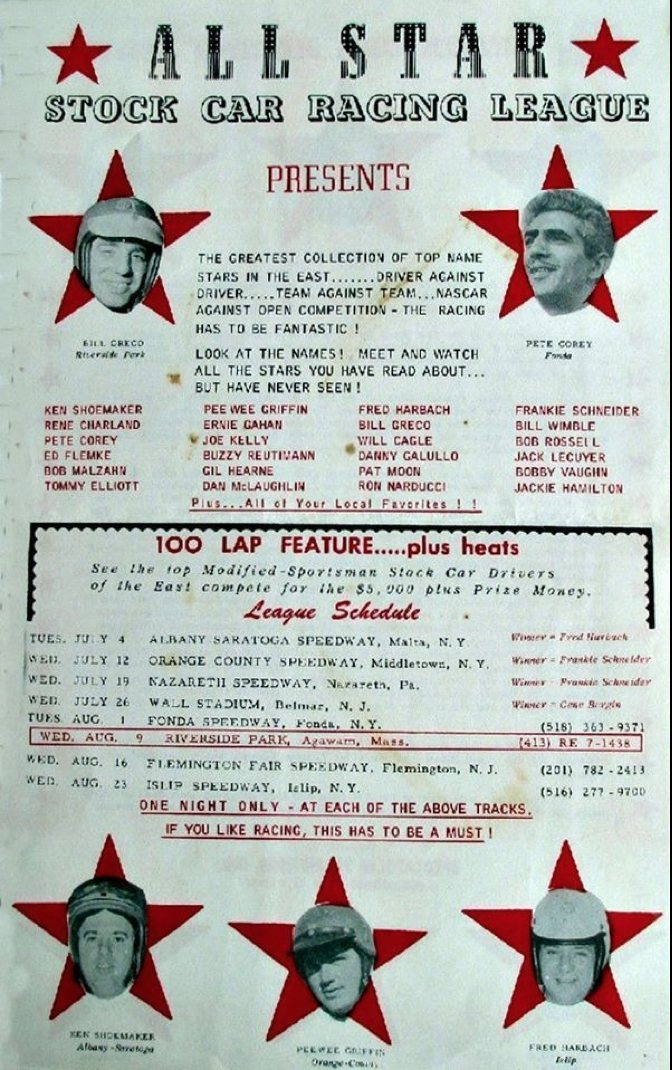 ALL STAR
STOCK CAR RACING LEAGUE
PRESENTS
THE GREATEST COLLECTION OF TOP NAME
STARS IN THE EAST.......DRIVER AGAINST
DRIVER.....TEAM AGAINST TEAM...NASCAR
AGAINST OPEN COMPETITION - THE RACING
HAS TO BE FANTASTIC !
BILL GRECO
Riverside Park
PETE COREY
Fonda
LOOK AT THE NAMES! MEET AND WATCH
ALL THE STARS YOU HAVE READ ABOUT...
BUT HAVE NEVER SEEN !
KEN SHOEMAKER PEE WEE GRIFFIN FRED HARBACH FRANKIE SCHNEIDER
RENE CHARLAND ERNIE GAHAN BILL GRECO BILL WIMBLE
PETE COREY JOE KELLY WILL CAGLE BOB ROSSELL
ED FLEMKE BUZZY REUTIMANN DANNY GALULLO JACK LECUYER
BOB MALZAHN GIL HEARNE PAT MOON BOBBY VAUGHN
TOMMY ELLIOTT DAN McLAUGHLIN RON NARDUCCI JACKIE HAMILTON
Plus...All of Your Local Favorites ! !
100 LAP FEATURE.....plus heats
See the top Modified-Sportsman Stock Car Drivers
of the East compete for the $5,000 plus Prize Money.
League Schedule
TUES. JULY 4 ALBANY SARATOGA SPEEDWAY, Malta, N. Y. Winner = Fred Harbach
WED. JULY 12 ORANGE COUNTY SPEEDWAY, Middletown, N. Y. Winner = Frankie Schneider
WED. JULY 19 NAZARETH SPEEDWAY, Nazareth, Pa. Winner = Frankie Schneider
WED. JULY 26 WALL STADIUM, Belmar, N. J. Winner = Gene Bergin
TUES. AUG. 1 FONDA SPEEDWAY, Fonda, N.Y. (518) 363-9371
WED. AUG. 9 RIVERSIDE PARK, Agawam, Mass. (413) RE 7-1438
WED. AUG. 16 FLEMINGTON FAIR SPEEDWAY, Flemington, N. J. (201) 782-2413
WED. AUG. 23 ISLIP SPEEDWAY, Islip, N.Y. (516) 277-9700
ONE NIGHT ONLY - AT EACH OF THE ABOVE TRACKS.
IF YOU LIKE RACING, THIS HAS TO BE A MUST !
KEN SHOEMAKER
Albany-Saratoga
PEEWEE GRIFFIN
Orange-County
FRED HARBACH
Islip